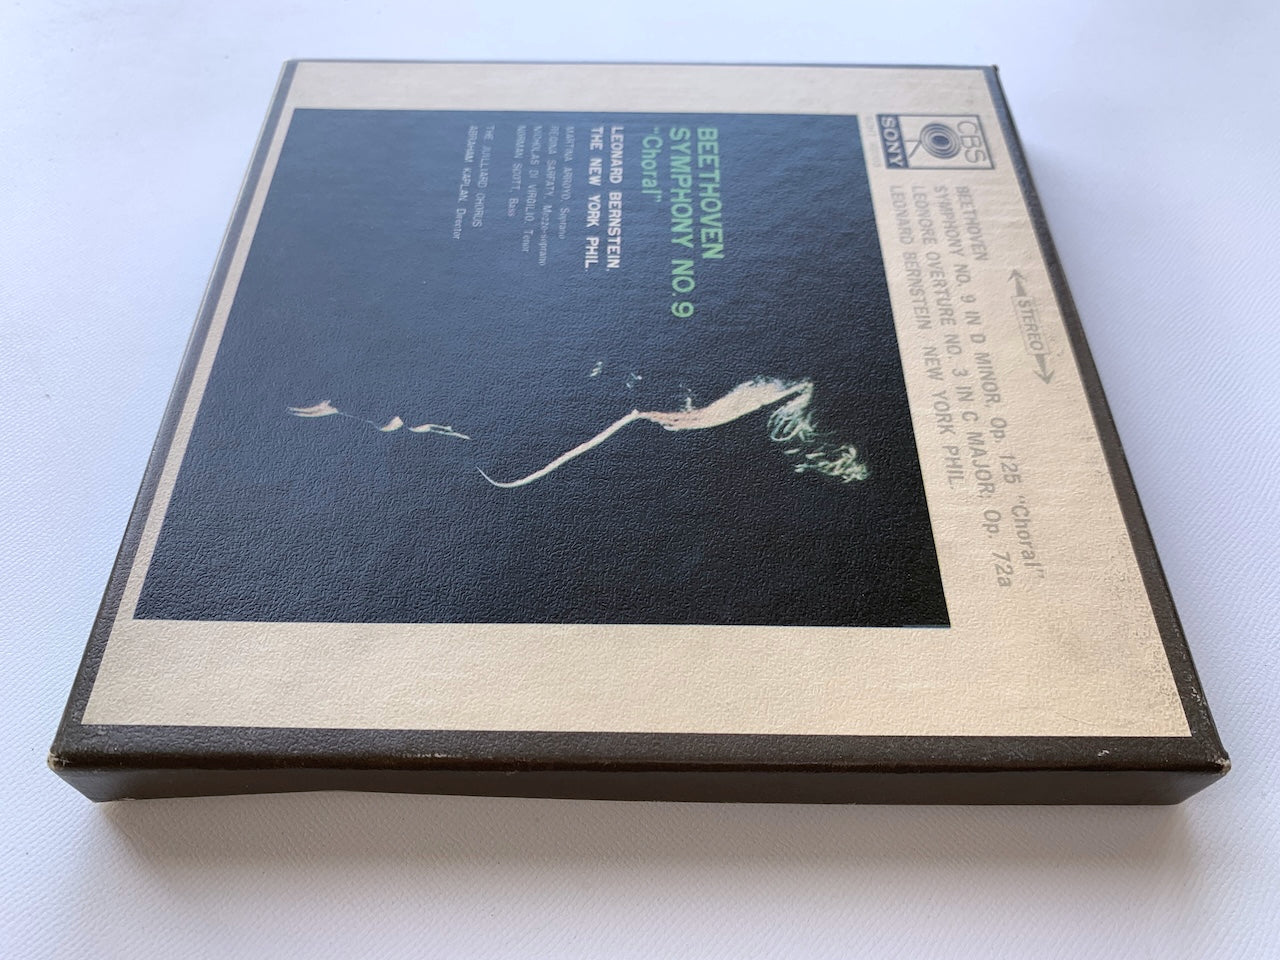 CBS
SONY
STEREO
BEETHOVEN
SYMPHONY NO. 9 IN D MINOR, Op. 125 "Choral"
LEONORE OVERTURE NO. 3 IN C MAJOR, Op. 72a
LEONARD BERNSTEIN NEW YORK PHIL.
BEETHOVEN
SYMPHONY NO.9
"Choral"
LEONARD BERNSTEIN
THE NEW YORK PHIL.
MARTINA ARROYO, Soprano
REGINA SARFATY, Mezzo-soprano
NICHOLAS DI VIRGILIO, Tenor
NORMAN SCOTT, Bass
THE JUILLIARD CHORUS
ABRAHAM KAPLAN, Director